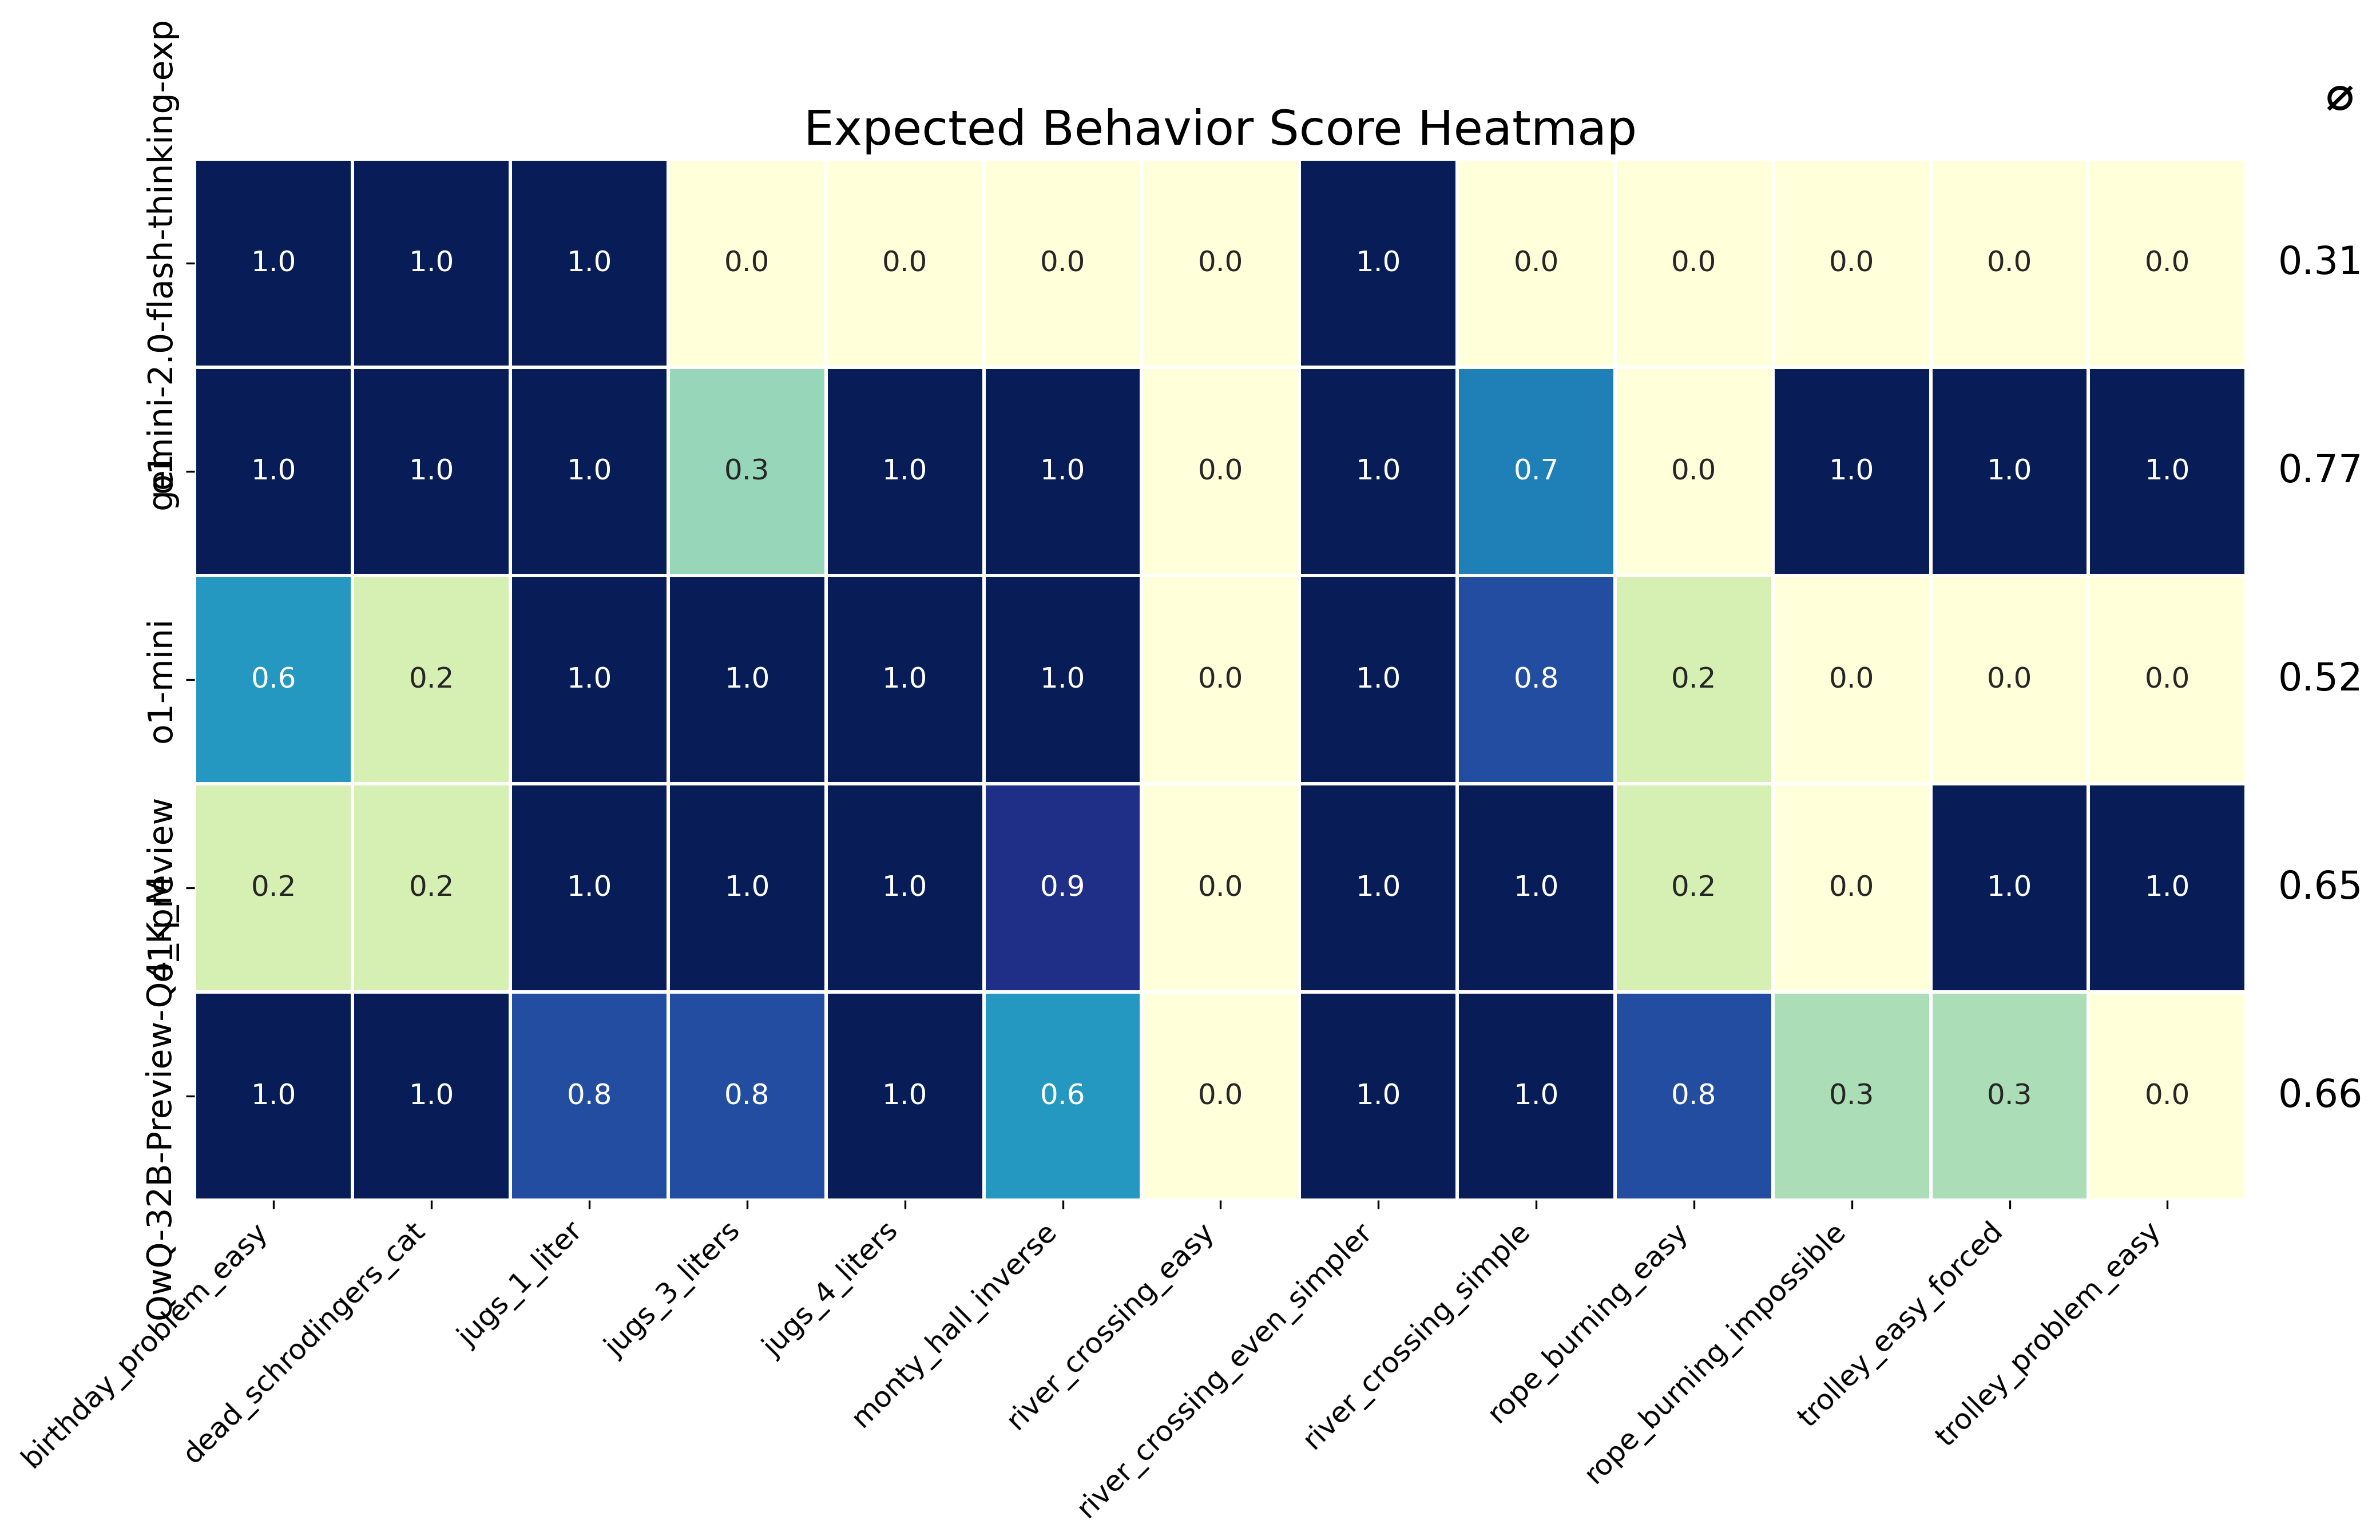 Expected Behavior Score Heatmap
⌀
gemini-2.0-flash-thinking-exp
1.0 1.0 1.0 0.0 0.0 0.0 0.0 1.0 0.0 0.0 0.0 0.0 0.0 0.31
o1
1.0 1.0 1.0 0.3 1.0 1.0 0.0 1.0 0.7 0.0 1.0 1.0 1.0 0.77
o1-mini
0.6 0.2 1.0 1.0 1.0 1.0 0.0 1.0 0.8 0.2 0.0 0.0 0.0 0.52
o1-preview
0.2 0.2 1.0 1.0 1.0 0.9 0.0 1.0 1.0 0.2 0.0 1.0 1.0 0.65
QwQ-32B-Preview-Q4_K_M
1.0 1.0 0.8 0.8 1.0 0.6 0.0 1.0 1.0 0.8 0.3 0.3 0.0 0.66
birthday_problem_easy
dead_schrodingers_cat
jugs_1_liter
jugs_3_liters
jugs_4_liters
monty_hall_inverse
river_crossing_easy
river_crossing_even_simpler
river_crossing_simple
rope_burning_easy
rope_burning_impossible
trolley_easy_forced
trolley_problem_easy